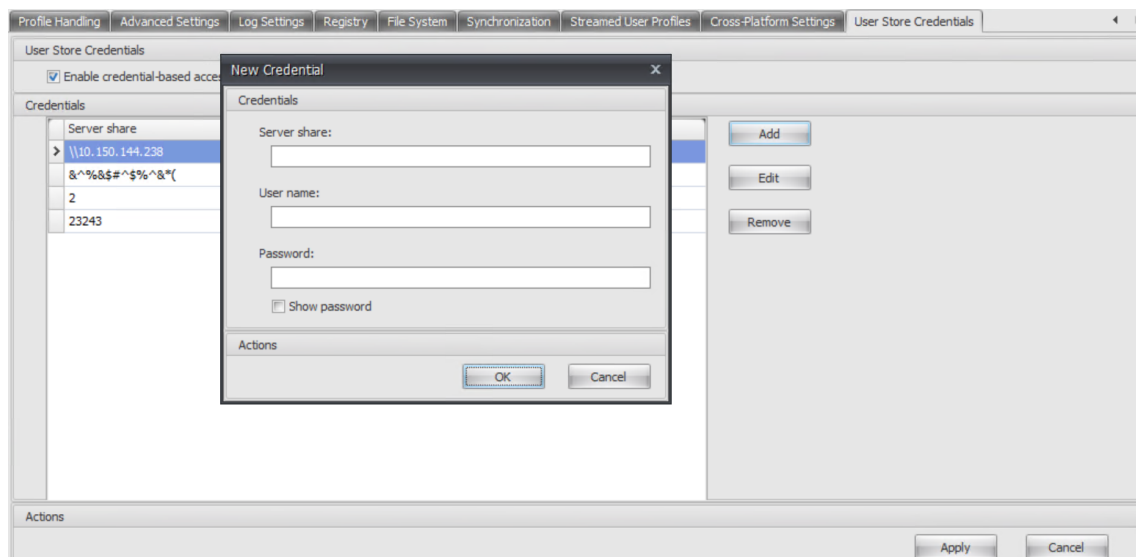 Profile Handling Advanced Settings Log Settings Registry File System Synchronization Streamed User Profiles Cross-Platform Settings User Store Credentials
User Store Credentials
Enable credential-based acce
New Credential
Credentials
Server share
\\10.150.144.238
&^%&$#^$%^&*(
2
23243
Credentials
Server share:
User name:
Password:
Show password
Actions
OK Cancel
Add
Edit
Remove
Actions
Apply Cancel